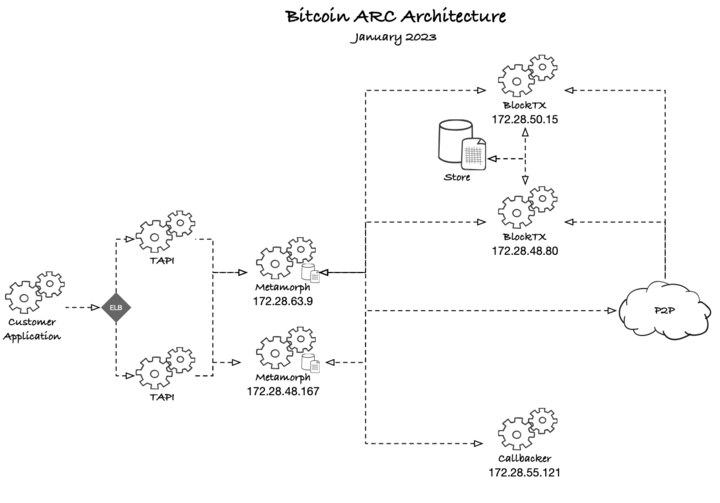 Bitcoin ARC Architecture
January 2023
BlockTX
172.28.50.15
Store
BlockTX
172.28.48.80
TAPI
Metamorph
172.28.63.9
ELB
Customer
Application
P2P
Metamorph
172.28.48.167
TAPI
Callbacker
172.28.55.121